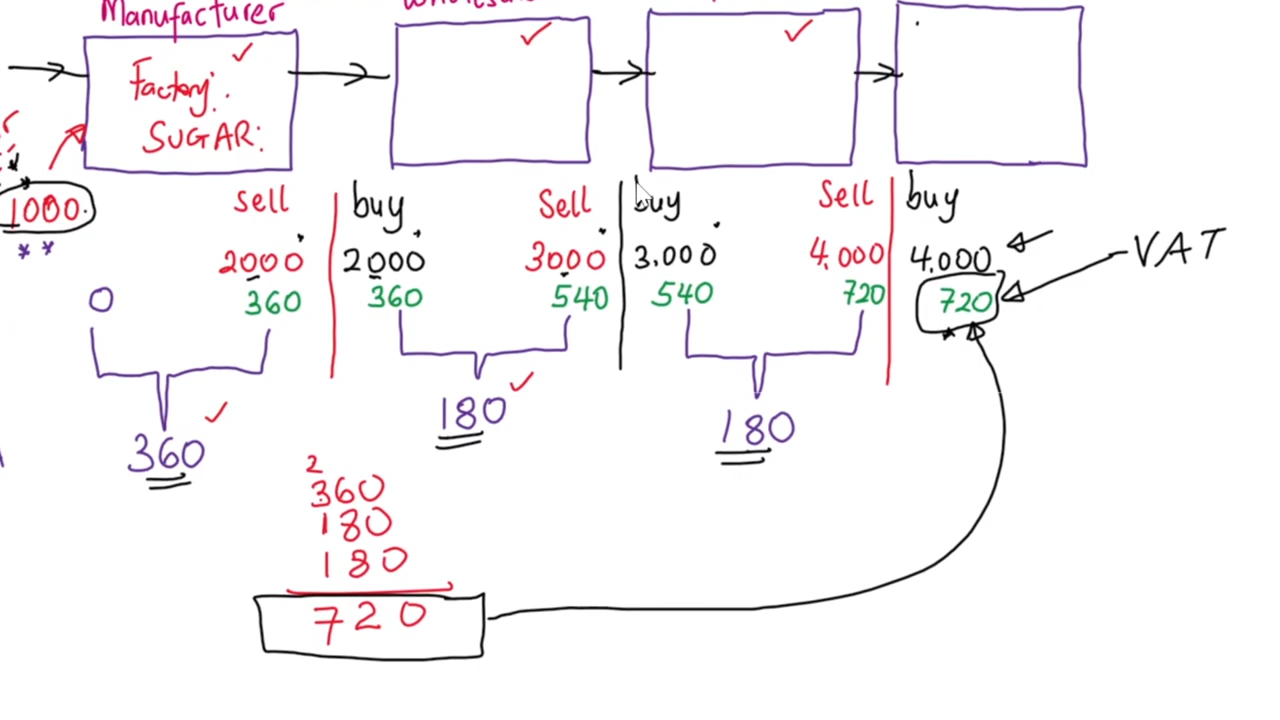 Manufacturer
Factory:
SUGAR:
1000.
**
sell
buy
Sell
buy
Sell
buy
2000
2000
3000
3.000
4.000
4.000
VAT
0
360
360
540
540
720
720
360
180
180
2
360
180
180
720